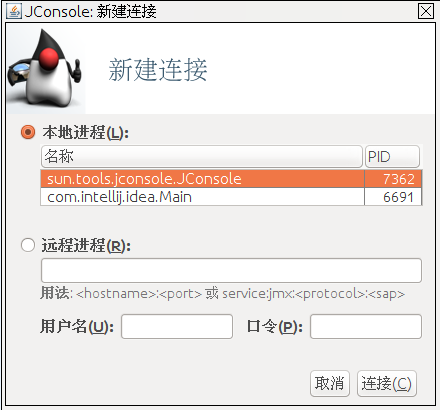 JConsole: 新建连接
新建连接
本地进程(L):
名称 PID
sun.tools.jconsole.JConsole 7362
com.intellij.idea.Main 6691
远程进程(R):
用法: <hostname>:<port> 或 service:jmx:<protocol>:<sap>
用户名(U): 口令(P):
取消 连接(C)